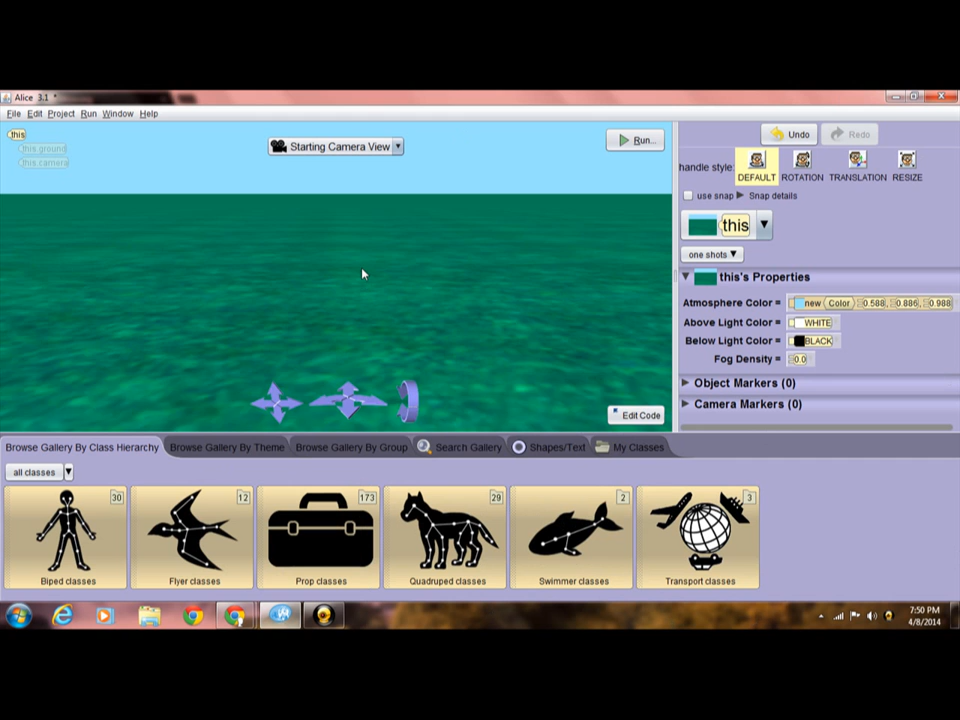 Alice 3.1 *
File Edit Project Run Window Help
this
this.ground
this.camera
Starting Camera View
Run...
Undo
Redo
handle style:
DEFAULT ROTATION TRANSLATION RESIZE
use snap Snap details
this
one shots
this's Properties
Atmosphere Color = new Color 0.588, 0.886, 0.988
Above Light Color = WHITE
Below Light Color = BLACK
Fog Density = 0.0
Object Markers (0)
Camera Markers (0)
Edit Code
Browse Gallery By Class Hierarchy Browse Gallery By Theme Browse Gallery By Group Search Gallery Shapes/Text My Classes
all classes
30 12 173 29 2 3
Biped classes Flyer classes Prop classes Quadruped classes Swimmer classes Transport classes
7:50 PM
4/8/2014